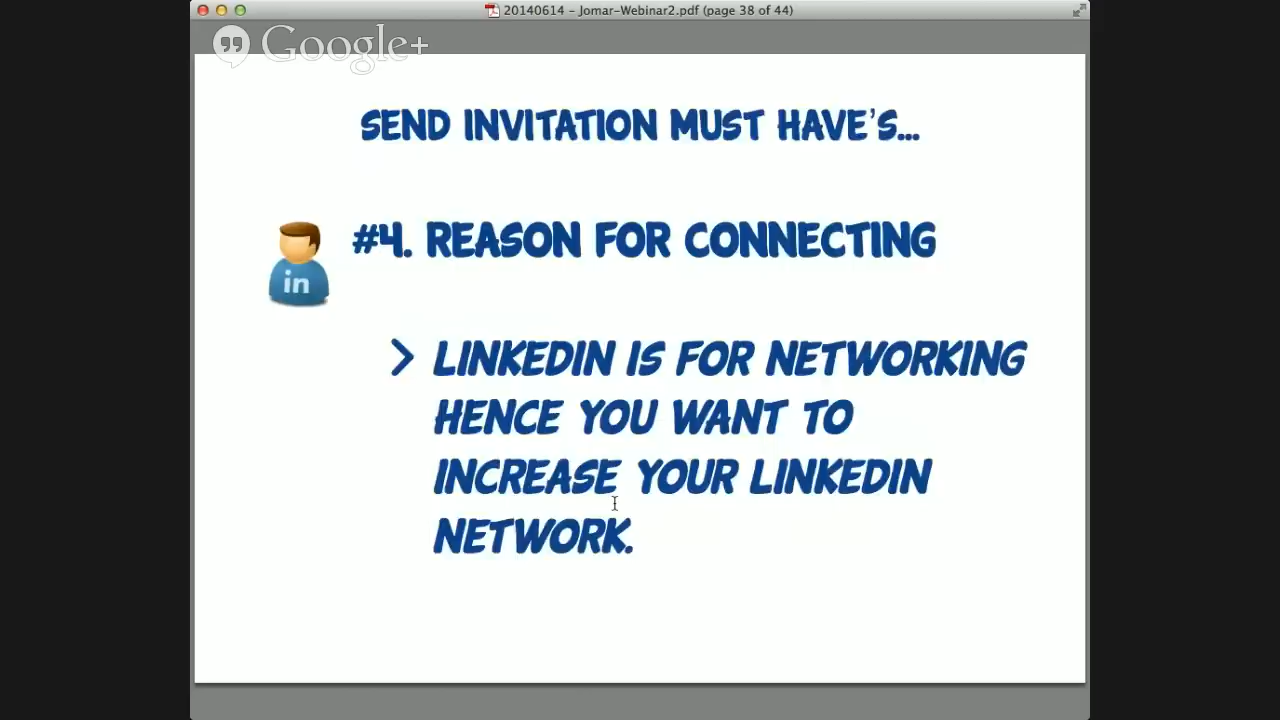 20140614 - Jomar-Webinar2.pdf (page 38 of 44)
Google+
SEND INVITATION MUST HAVE'S...
#4. REASON FOR CONNECTING
in
> LINKEDIN IS FOR NETWORKING
HENCE YOU WANT TO
INCREASE YOUR LINKEDIN
NETWORK.